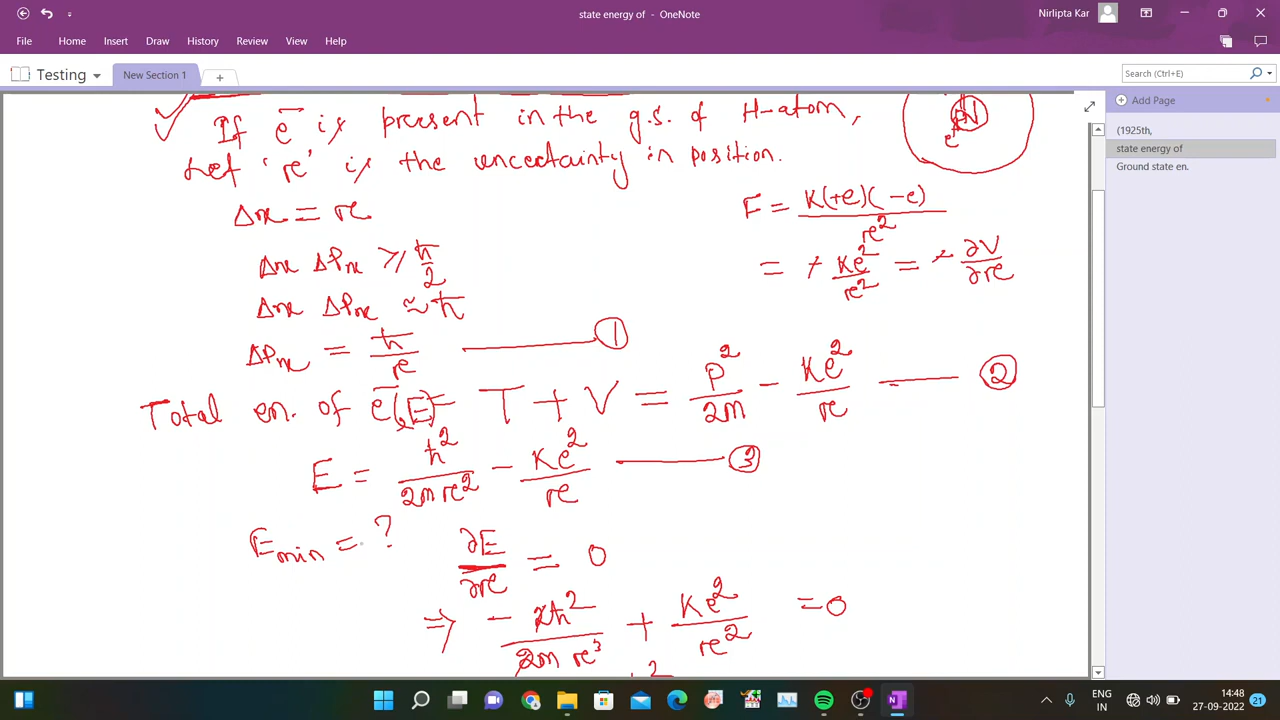 state energy of - OneNote
Nirlipta Kar
File Home Insert Draw History Review View Help
Testing
New Section 1
+
Search (Ctrl+E)
Add Page
(1925th,
state energy of
Ground state en.
If e⁻ is present in the g.s. of H-atom,
Let 'r' is the uncertainty in position.
Δx = r
Δx ΔPx ≥ ħ/2
Δx ΔPx ≈ ħ
ΔPx = ħ/r — ①
F = K(+e)(-e)/r²
= + Ke²/r² = + ∂V/∂r
Total en. of e⁻(E) = T + V = P²/2m - Ke²/r — ②
E = ħ²/2mr² - Ke²/r — ③
Emin = ? ∂E/∂r = 0
⇒ - 2ħ²/2mr³ + Ke²/r² = 0
ENG
IN
14:48
27-09-2022
21